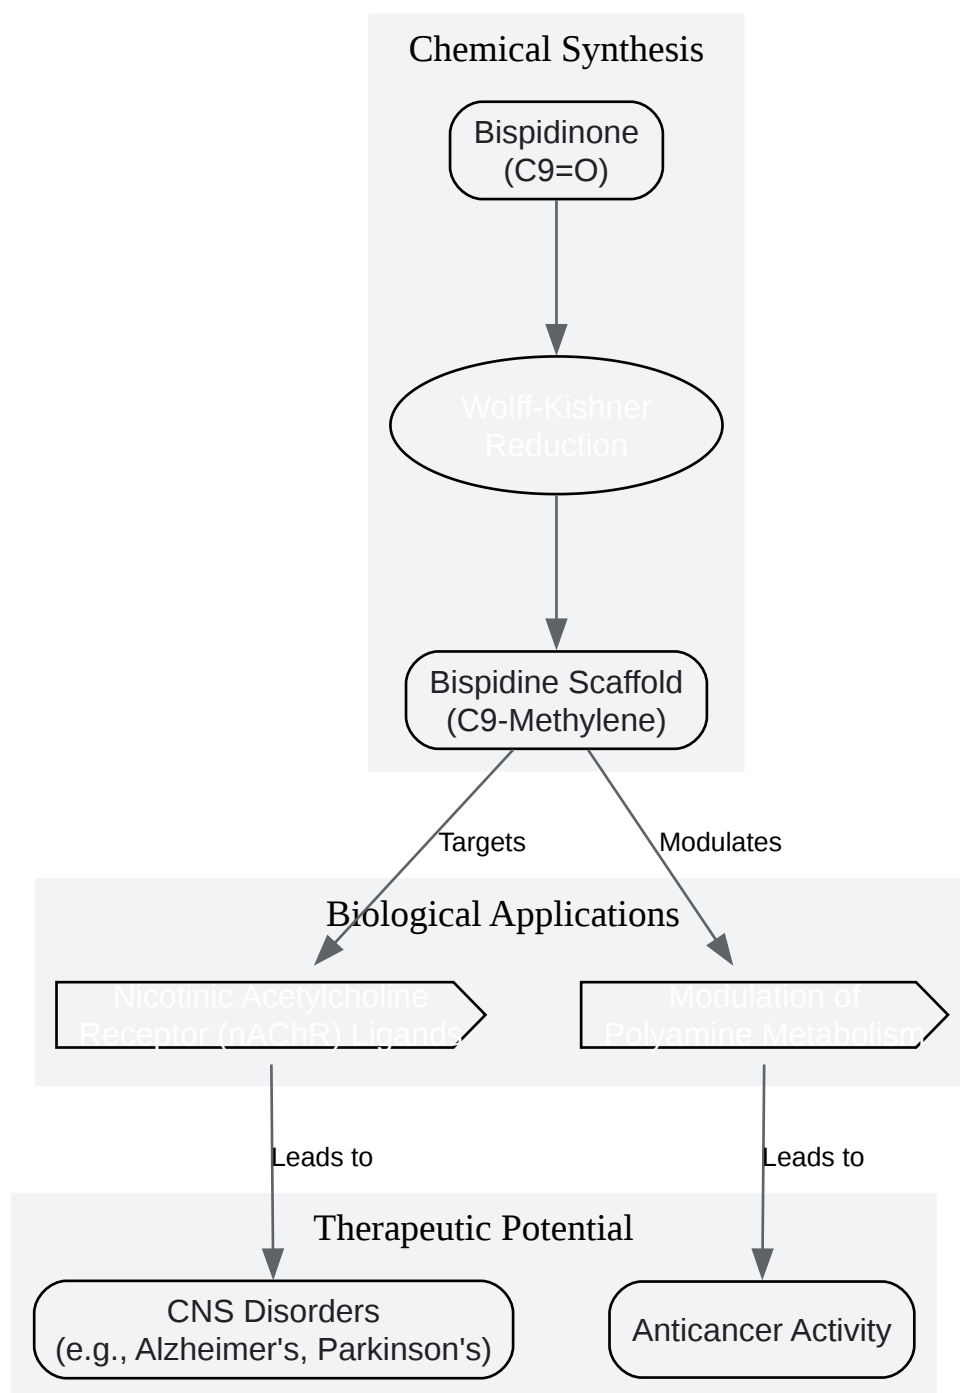 Chemical Synthesis
Bispidinone
(C9=O)
Wolff-Kishner
Reduction
Bispidine Scaffold
(C9-Methylene)
Targets
Modulates
Biological Applications
Nicotinic Acetylcholine
Receptor (nAChR) Ligands
Modulation of
Polyamine Metabolism
Leads to
Leads to
Therapeutic Potential
CNS Disorders
(e.g., Alzheimer's, Parkinson's)
Anticancer Activity